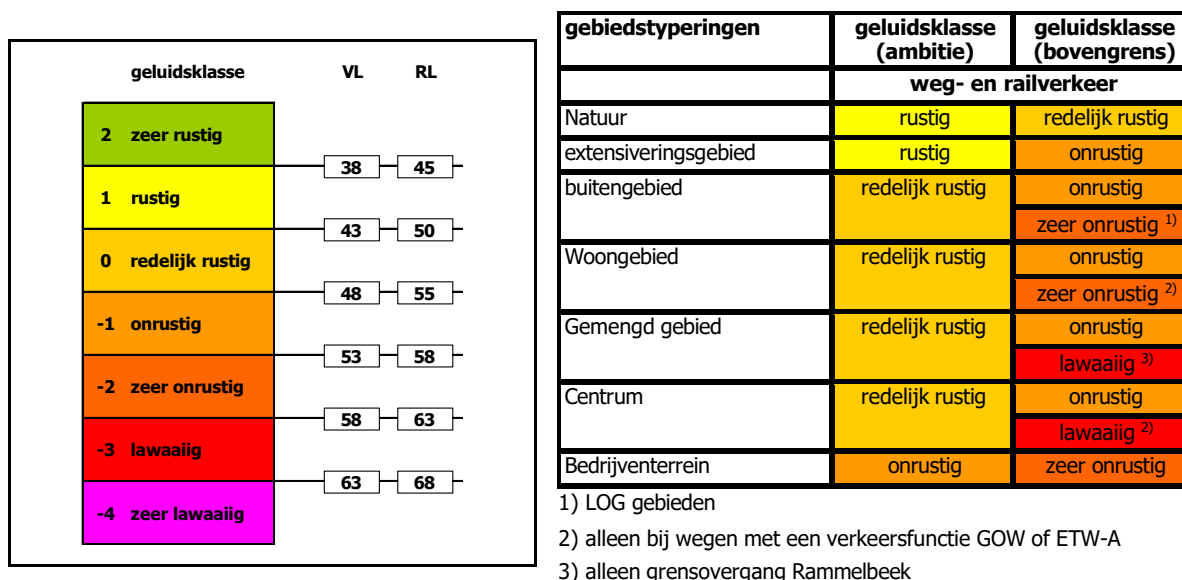 geluidsklasse VL RL
2 zeer rustig
38 45
1 rustig
43 50
0 redelijk rustig
48 55
-1 onrustig
53 58
-2 zeer onrustig
58 63
-3 lawaaiig
63 68
-4 zeer lawaaiig
gebiedstyperingen geluidsklasse (ambitie) geluidsklasse (bovengrens)
weg- en railverkeer
Natuur rustig redelijk rustig
extensiveringsgebied rustig onrustig
buitengebied redelijk rustig onrustig
zeer onrustig 1)
Woongebied redelijk rustig onrustig
zeer onrustig 2)
Gemengd gebied redelijk rustig onrustig
lawaaiig 3)
Centrum redelijk rustig onrustig
lawaaiig 2)
Bedrijventerrein onrustig zeer onrustig
1) LOG gebieden
2) alleen bij wegen met een verkeersfunctie GOW of ETW-A
3) alleen grensovergang Rammelbeek